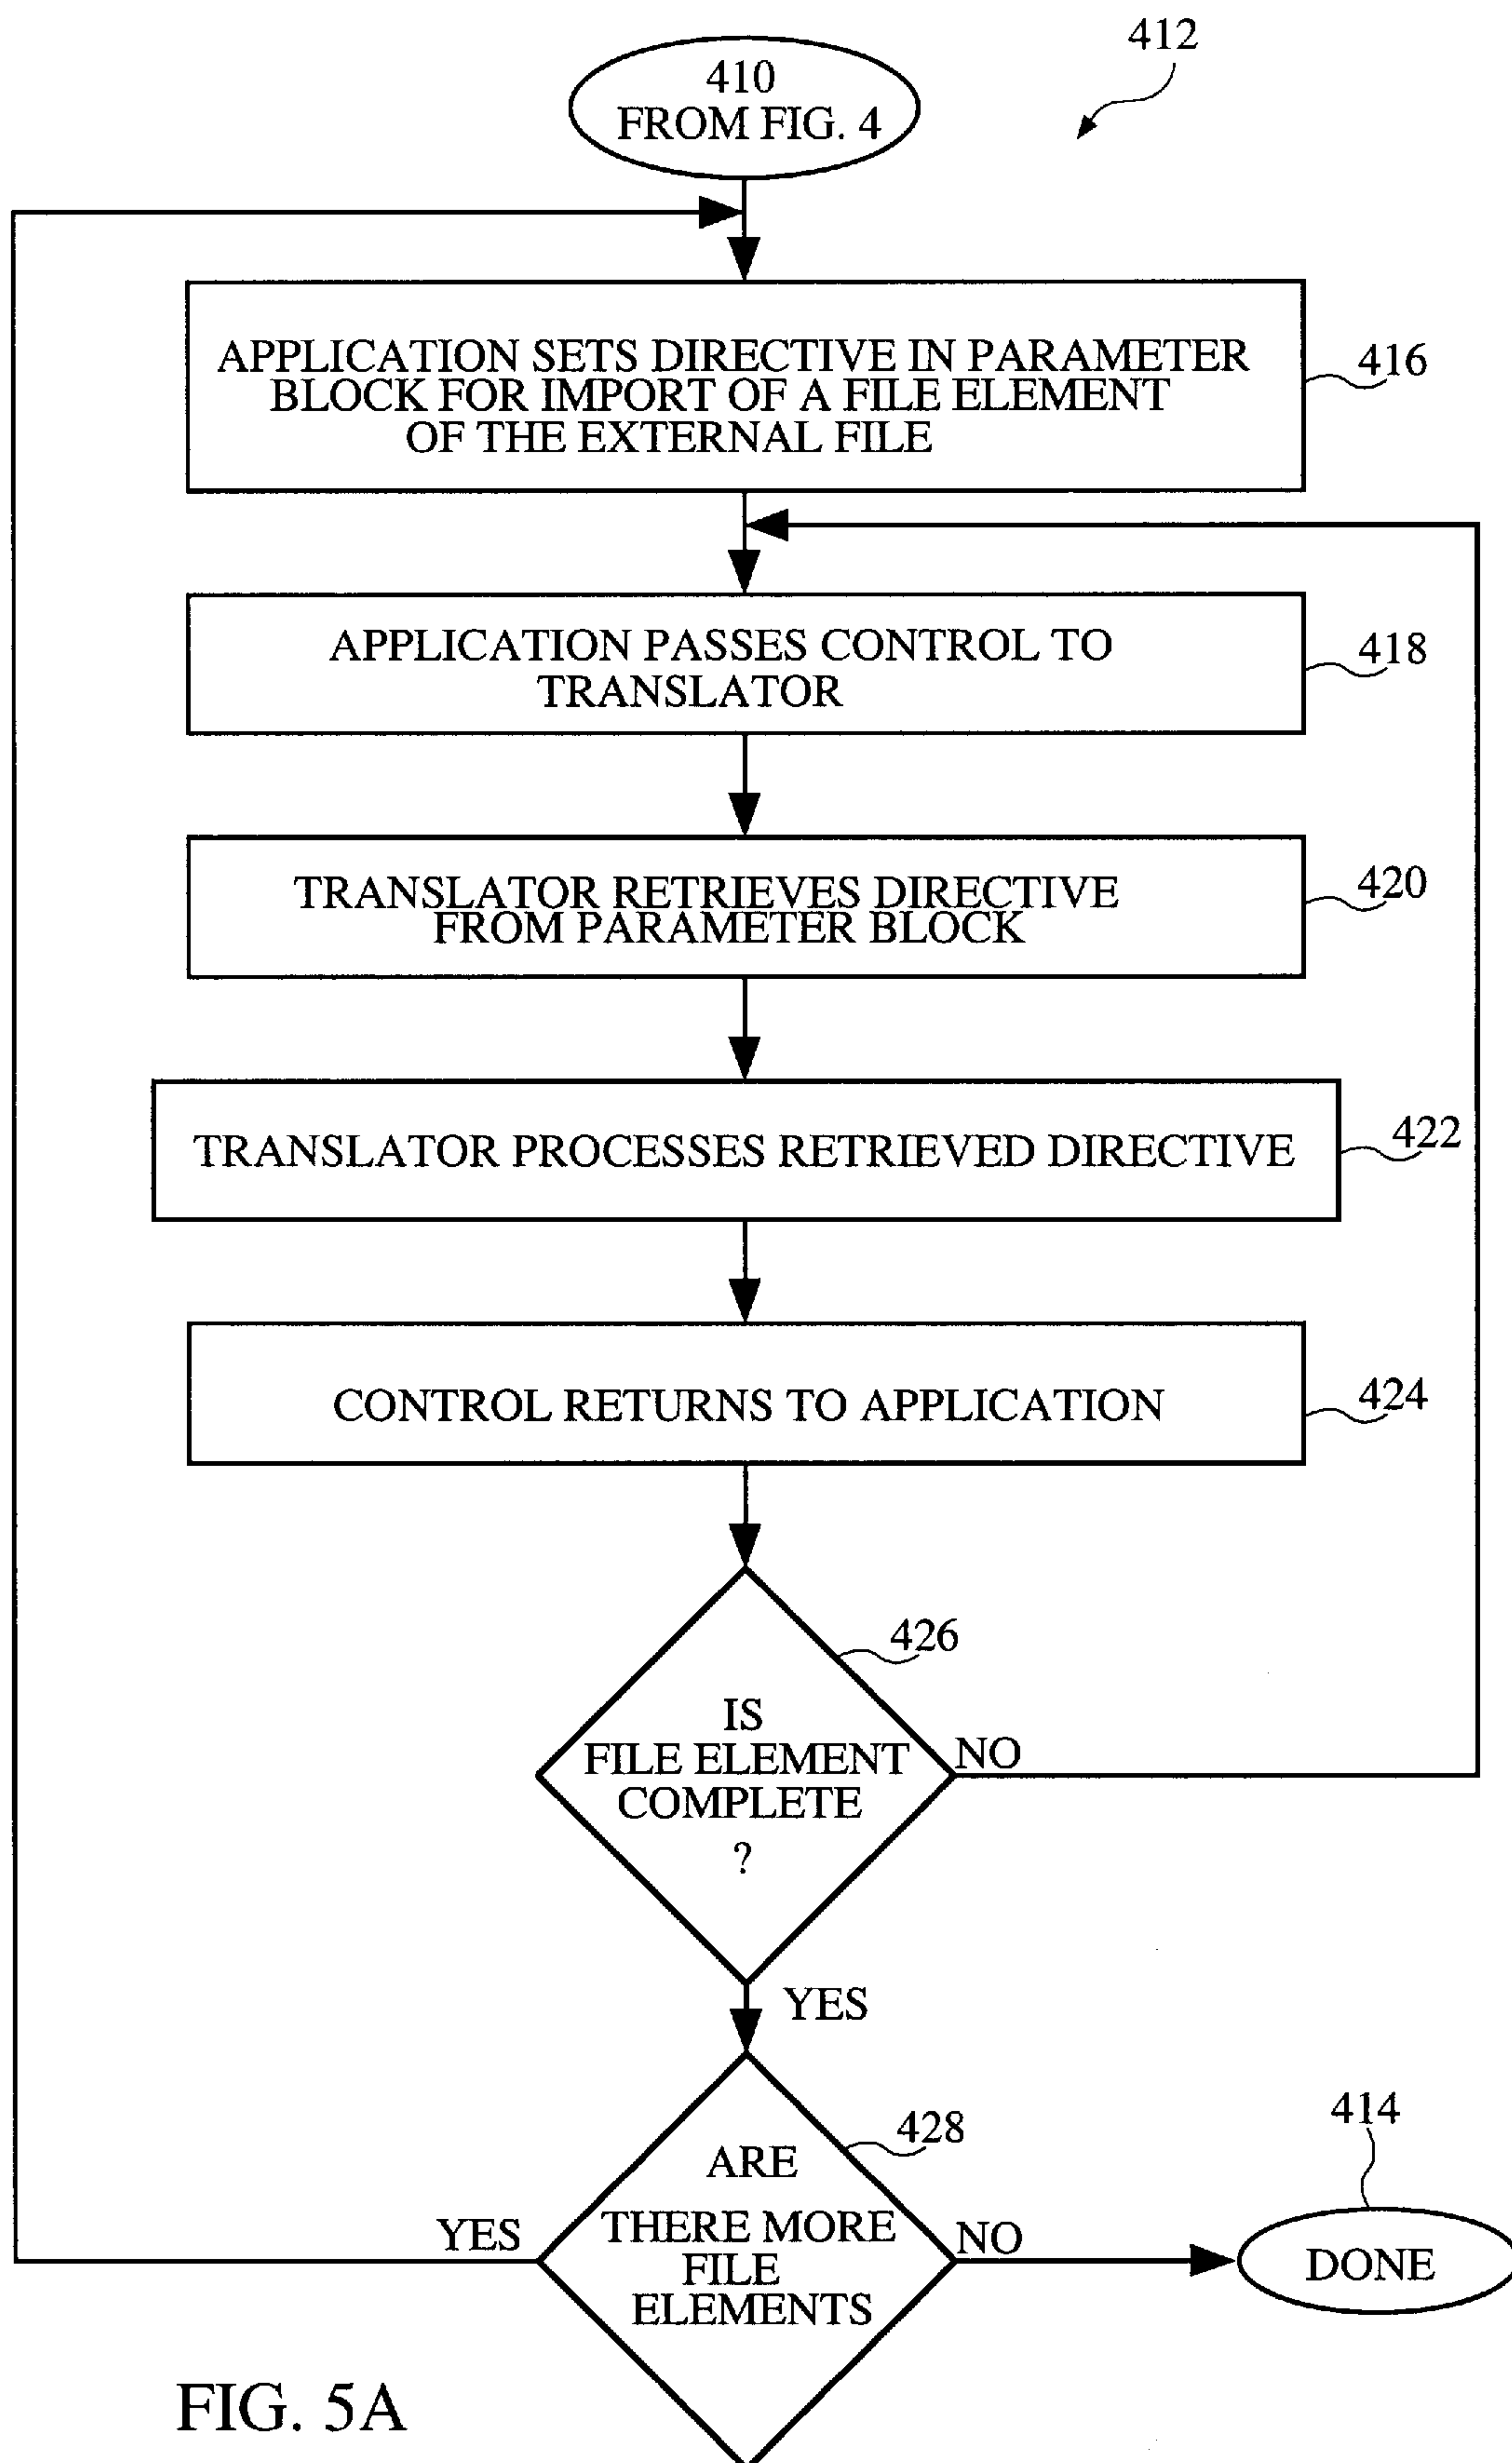 412
410
FROM FIG. 4
APPLICATION SETS DIRECTIVE IN PARAMETER
BLOCK FOR IMPORT OF A FILE ELEMENT
OF THE EXTERNAL FILE
416
APPLICATION PASSES CONTROL TO
TRANSLATOR
418
TRANSLATOR RETRIEVES DIRECTIVE
FROM PARAMETER BLOCK
420
TRANSLATOR PROCESSES RETRIEVED DIRECTIVE
422
CONTROL RETURNS TO APPLICATION
424
426
IS
FILE ELEMENT
COMPLETE
?
NO
YES
428
414
ARE
THERE MORE
FILE
ELEMENTS
YES
NO
DONE
FIG. 5A